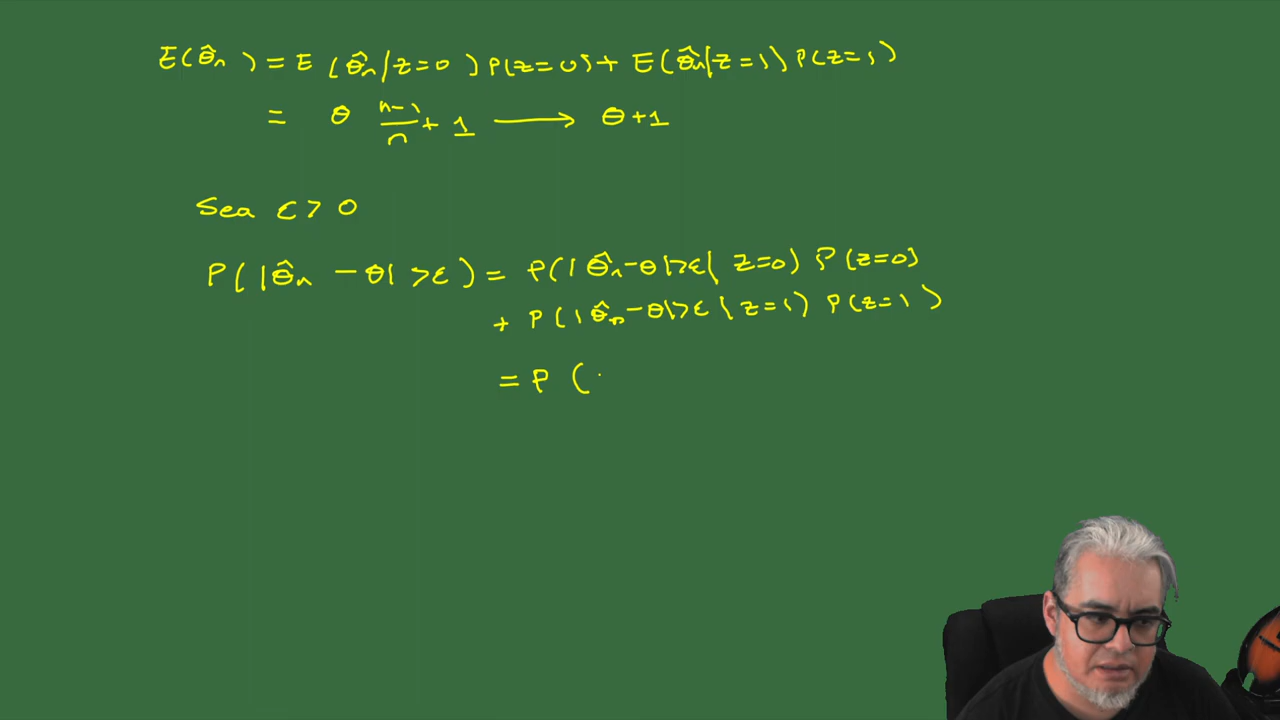 E(θ̂n) = E(θ̂n/z=0)P(z=0)+ E(θ̂n|z=1)P(z=1)
= θ (n-1)/n + 1 ⟶ θ+1
Sea ε > 0
P(|θ̂n - θ| >ε) = P(|θ̂n-θ|>ε| z=0) P(z=0)
+ P(|θ̂n-θ|>ε| z=1) P(z=1)
= P (